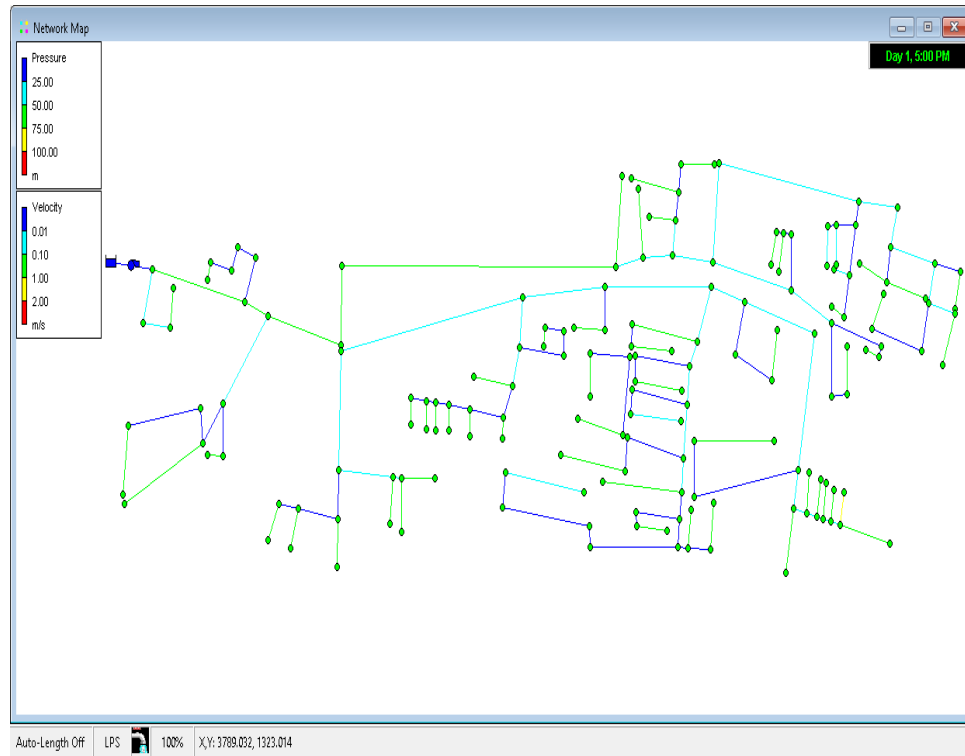 Network Map
Day 1, 5:00 PM
Pressure
25.00
50.00
75.00
100.00
m
Velocity
0.01
0.10
1.00
2.00
m/s
Auto-Length Off LPS 100% X,Y: 3789.032, 1323.014